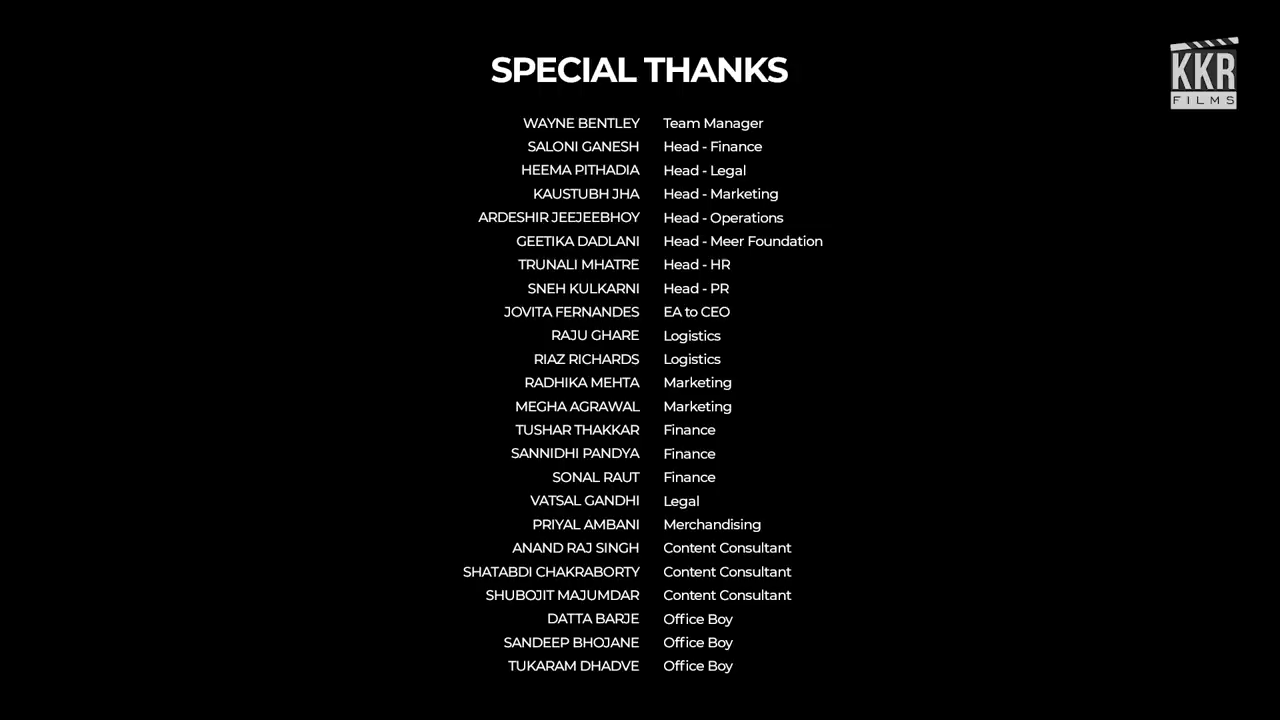 SPECIAL THANKS
KKR
FILMS
WAYNE BENTLEY Team Manager
SALONI GANESH Head - Finance
HEEMA PITHADIA Head - Legal
KAUSTUBH JHA Head - Marketing
ARDESHIR JEEJEEBHOY Head - Operations
GEETIKA DADLANI Head - Meer Foundation
TRUNALI MHATRE Head - HR
SNEH KULKARNI Head - PR
JOVITA FERNANDES EA to CEO
RAJU GHARE Logistics
RIAZ RICHARDS Logistics
RADHIKA MEHTA Marketing
MEGHA AGRAWAL Marketing
TUSHAR THAKKAR Finance
SANNIDHI PANDYA Finance
SONAL RAUT Finance
VATSAL GANDHI Legal
PRIYAL AMBANI Merchandising
ANAND RAJ SINGH Content Consultant
SHATABDI CHAKRABORTY Content Consultant
SHUBOJIT MAJUMDAR Content Consultant
DATTA BARJE Office Boy
SANDEEP BHOJANE Office Boy
TUKARAM DHADVE Office Boy